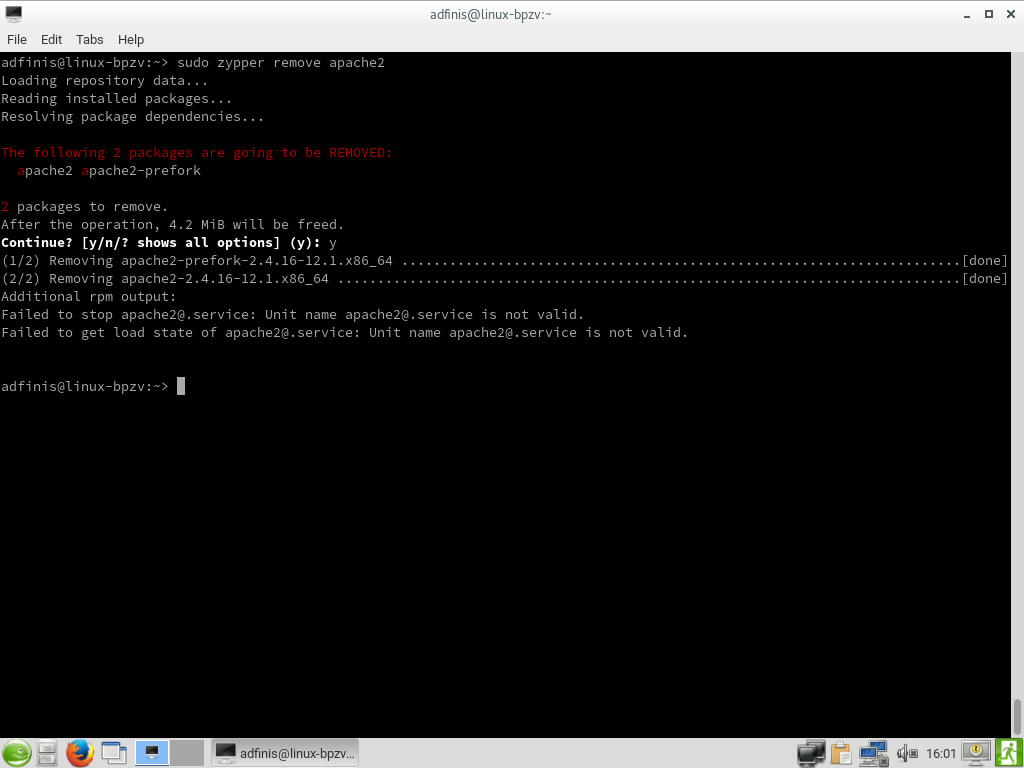 adfinis@linux-bpzv:~
File Edit Tabs Help
adfinis@linux-bpzv:~> sudo zypper remove apache2
Loading repository data...
Reading installed packages...
Resolving package dependencies...
The following 2 packages are going to be REMOVED:
apache2 apache2-prefork
2 packages to remove.
After the operation, 4.2 MiB will be freed.
Continue? [y/n/? shows all options] (y): y
(1/2) Removing apache2-prefork-2.4.16-12.1.x86_64 ......................................................................[done]
(2/2) Removing apache2-2.4.16-12.1.x86_64 ..............................................................................[done]
Additional rpm output:
Failed to stop apache2@.service: Unit name apache2@.service is not valid.
Failed to get load state of apache2@.service: Unit name apache2@.service is not valid.
adfinis@linux-bpzv:~>
adfinis@linux-bpzv... 16:01